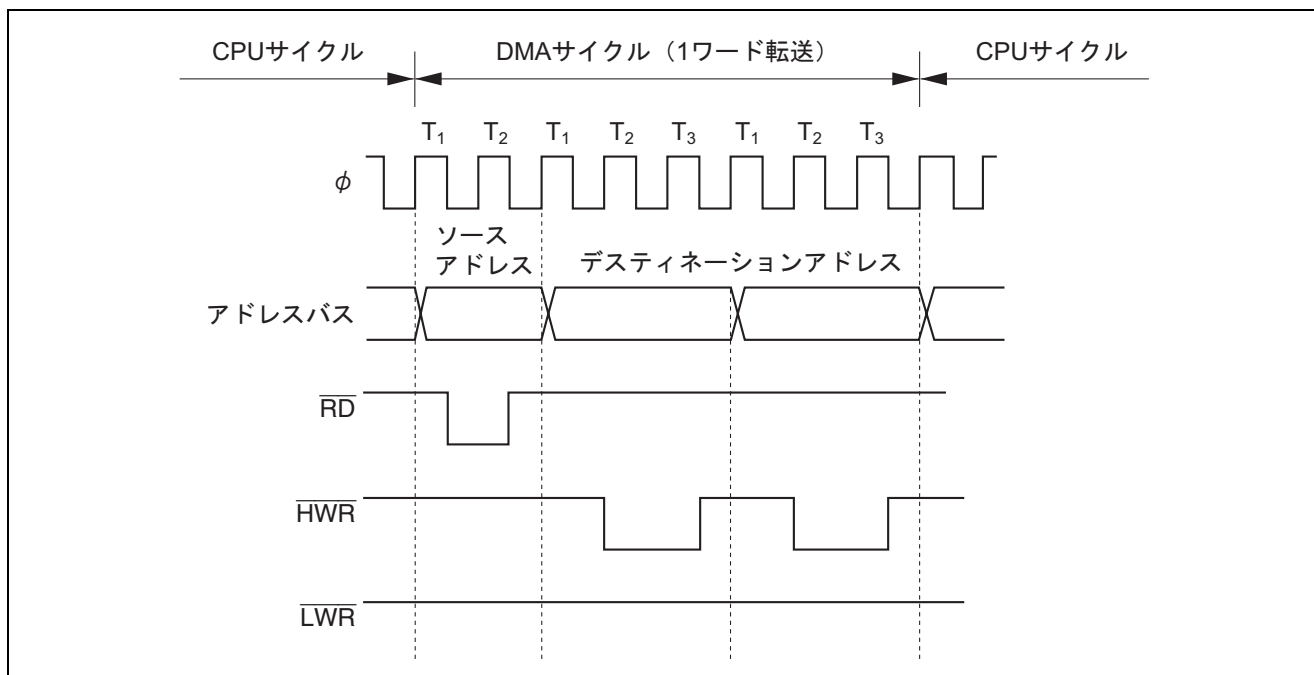 CPUサイクル DMAサイクル（1ワード転送） CPUサイクル
T1 T2 T1 T2 T3 T1 T2 T3
φ
ソース
アドレス デスティネーションアドレス
アドレスバス
RD
HWR
LWR